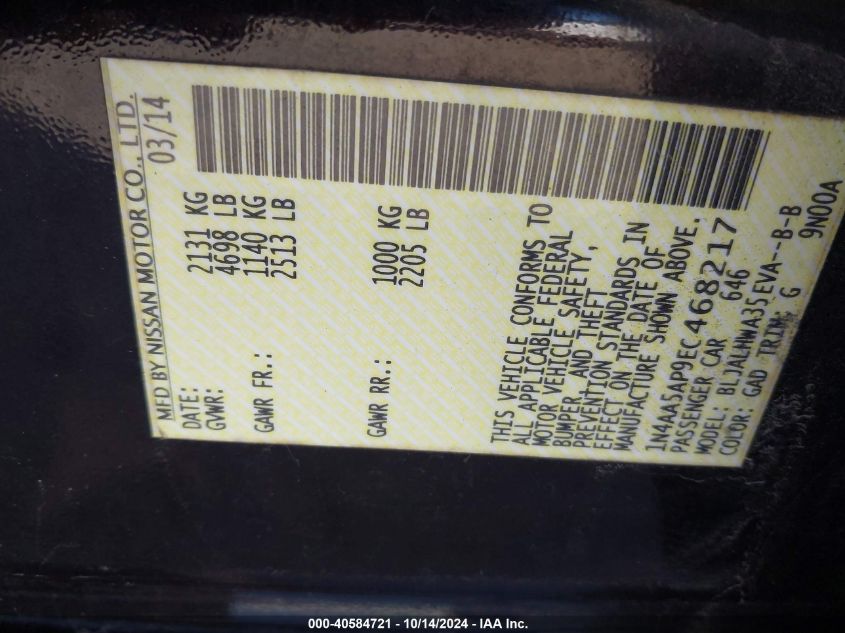 MFD BY NISSAN MOTOR CO., LTD.
DATE: 03/14
GVWR: 2131 KG
4698 LB
GAWR FR.: 1140 KG
2513 LB
GAWR RR.: 1000 KG
2205 LB
THIS VEHICLE CONFORMS TO
ALL APPLICABLE FEDERAL
MOTOR VEHICLE SAFETY,
BUMPER, AND THEFT
PREVENTION STANDARDS IN
EFFECT ON THE DATE OF
MANUFACTURE SHOWN ABOVE.
1N4AA5AP9EC468217
PASSENGER CAR 646
MODEL: BLJALHWA35EVA--B-B
COLOR: GAD TRIM: G 9N00A
000-40584721 - 10/14/2024 - IAA Inc.